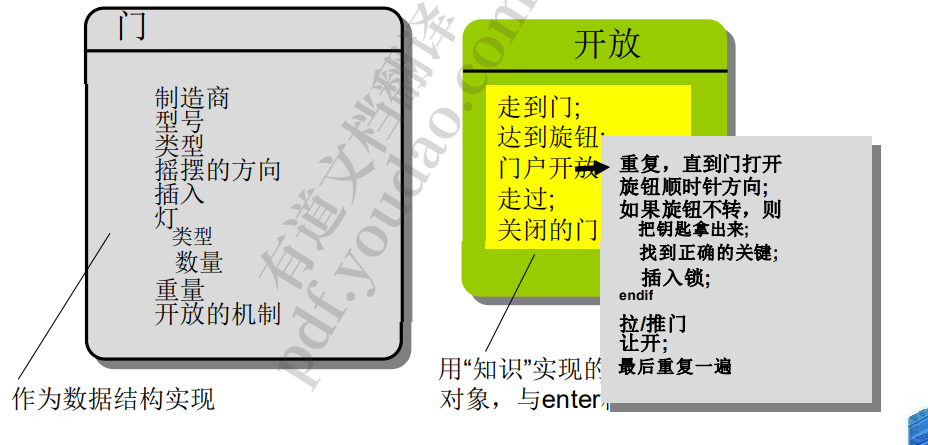 门
制造商
型号
类型
摇摆的方向
插入
灯
类型
数量
重量
开放的机制
作为数据结构实现
开放
走到门;
达到旋钮;
门户开放
走过;
关闭的门
重复，直到门打开
旋钮顺时针方向;
如果旋钮不转，则
把钥匙拿出来;
找到正确的关键;
插入锁;
endif
拉/推门
让开;
最后重复一遍
用“知识”实现的
对象，与enter
有道文档翻译
pdf.youdao.com